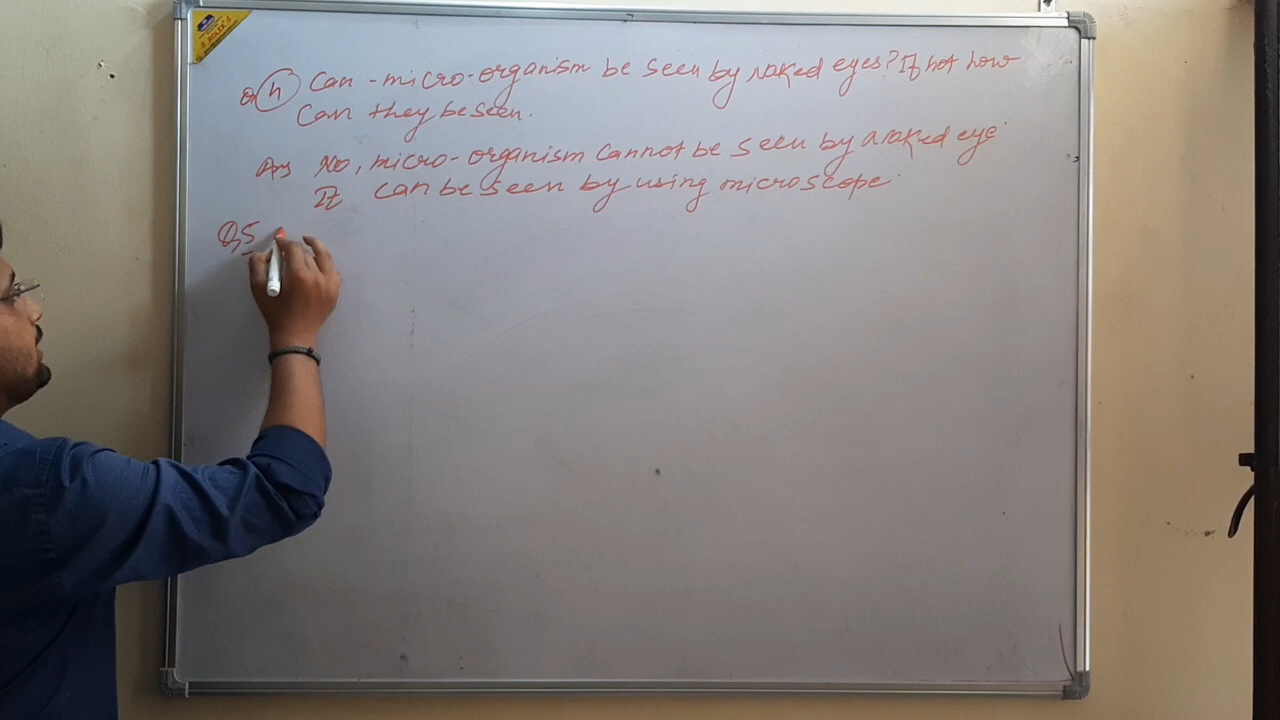 Q 4 Can - micro-organism be seen by naked eyes? If not how
can they be seen.
Ans No, micro-organism cannot be seen by naked eye
It can be seen by using microscope
Q5